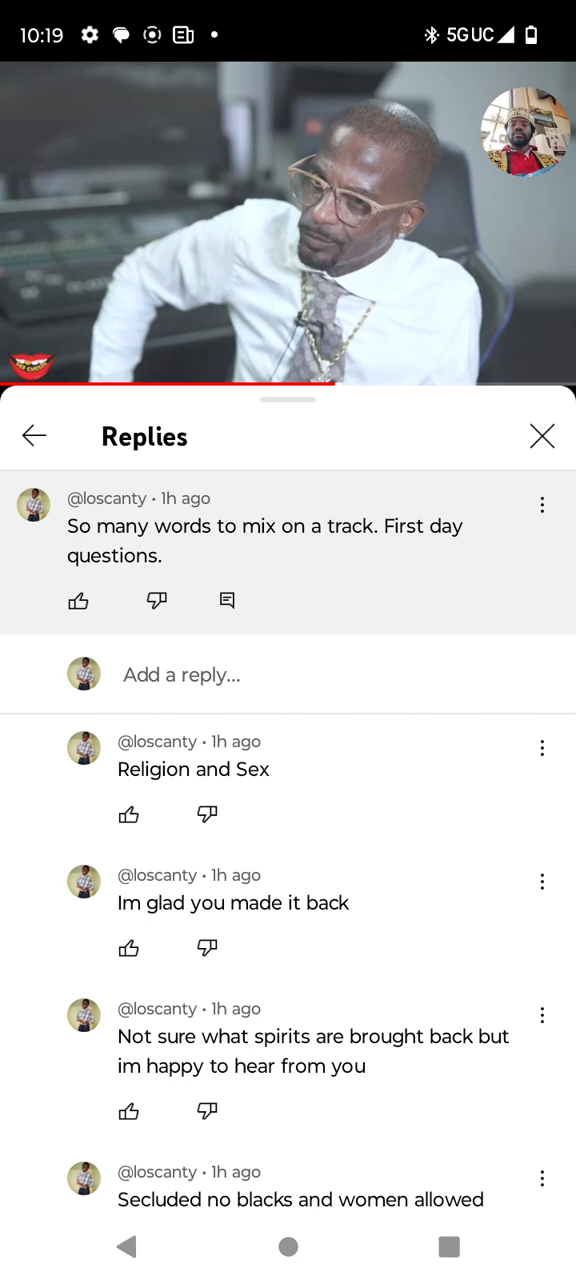 10:19
5G UC
Replies
@loscanty • 1h ago
So many words to mix on a track. First day
questions.
Add a reply...
@loscanty • 1h ago
Religion and Sex
@loscanty • 1h ago
Im glad you made it back
@loscanty • 1h ago
Not sure what spirits are brought back but
im happy to hear from you
@loscanty • 1h ago
Secluded no blacks and women allowed